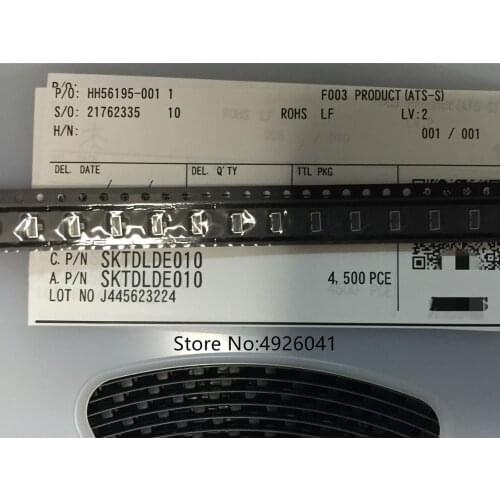 P/O:
P/O: HH56195-001 1 F003 PRODUCT(ATS-S)
S/O: 21762335 10 ROHS LF LV:2
H/N: 001 / 001
DEL. DATE DEL. Q'TY TTL PKG
C. P/N SKTDLDE010
A. P/N SKTDLDE010 4,500 PCE
LOT NO J445623224
Store No:4926041